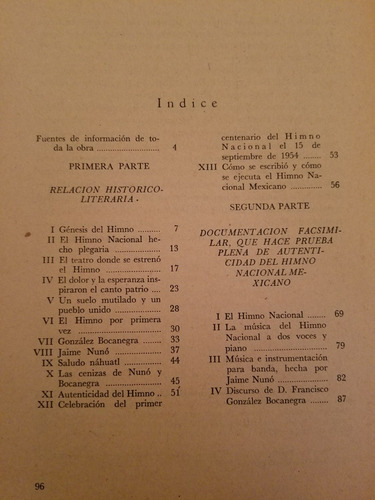 Indice
Fuentes de información de to-
da la obra ........................ 4
PRIMERA PARTE
RELACION HISTORICO-
LITERARIA .
I Génesis del Himno ........ 7
II El Himno Nacional he-
cho plegaria ................ 13
III El teatro donde se estrenó
el Himno .................... 17
IV El dolor y la esperanza ins-
piraron el canto patrio .... 23
V Un suelo mutilado y un
pueblo unido ................ 28
VI El Himno por primera
vez ............................ 30
VII González Bocanegra ...... 33
VIII Jaime Nunó .................. 37
IX Saludo náhuatl .............. 44
X Las cenizas de Nunó y
Bocanegra .................... 45
XI Autenticidad del Himno .. 51
XII Celebración del primer
centenario del Himno
Nacional el 15 de
septiembre de 1954 ........ 53
XIII Cómo se escribió y cómo
se ejecuta el Himno Na-
cional Mexicano ............ 56
SEGUNDA PARTE
DOCUMENTACION FACSIMI-
LAR, QUE HACE PRUEBA
PLENA DE AUTENTI-
CIDAD DEL HIMNO
NACIONAL ME-
XICANO
I El Himno Nacional ........ 69
II La música del Himno
Nacional a dos voces y
piano .......................... 79
III Música e instrumentación
para banda, hecha por
Jaime Nunó .................. 82
IV Discurso de D. Francisco
González Bocanegra ........ 87
96